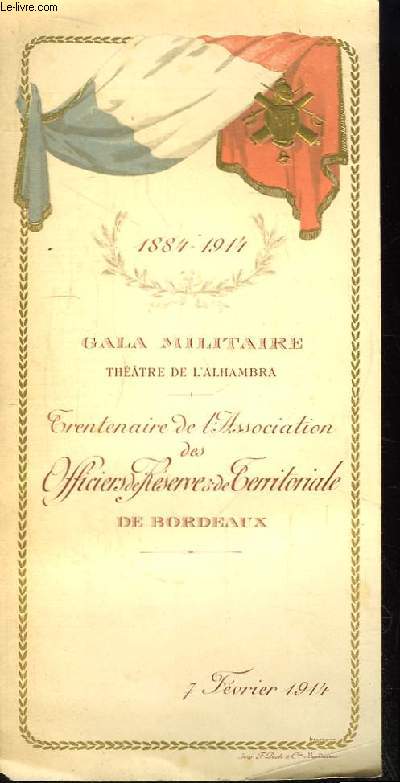 Le-livre.com
1884-1914
GALA MILITAIRE
THÉÂTRE DE L'ALHAMBRA
Trentenaire de l'Association
des
Officiers de Réserve & de Territoriale
DE BORDEAUX
7 Février 1914